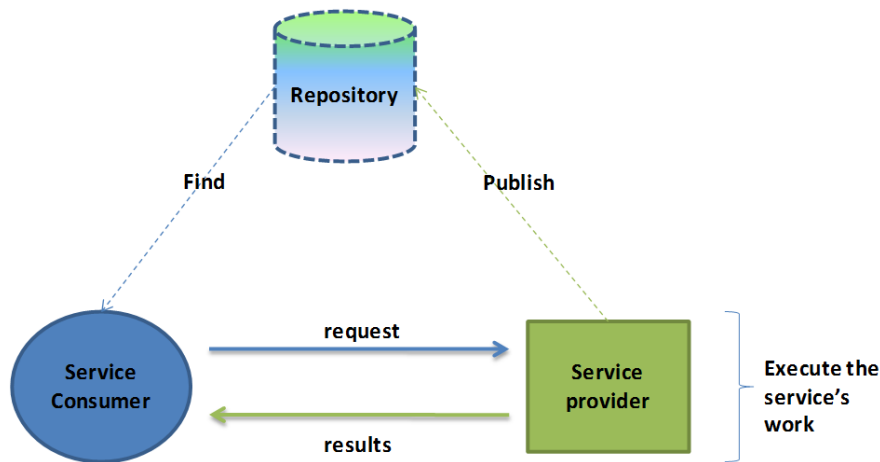 Repository
Find
Publish
request
Service
Consumer
Service
provider
Execute the
service's
work
results